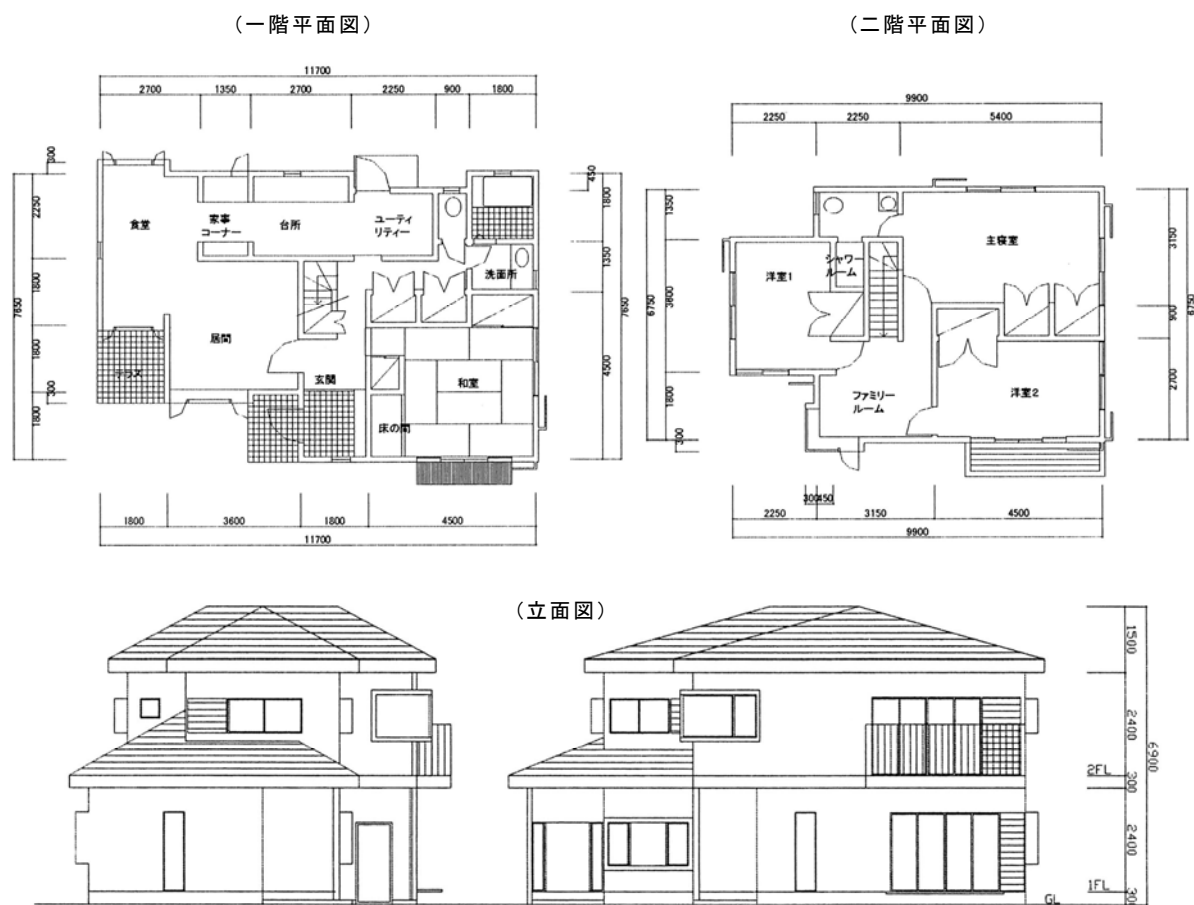 (一階平面図)
(二階平面図)
11700
2700 1350 2700 2250 900 1800
300
2250
1800
1800
300
1800
7650
450
1800
1350
4500
7650
食堂
家事
コーナー
台所
ユーティ
リティー
洗面所
居間
テラス
玄関
和室
床の間
1800 3600 1800 4500
11700
9900
2250 2250 5400
1350
3600
1800
300
6750
3150
900
2700
6750
主寝室
洋室1
シャワー
ルーム
ファミリー
ルーム
洋室2
300 450
2250 3150 4500
9900
(立面図)
1500
2400
6900
2FL
300
2400
1FL
300
GL